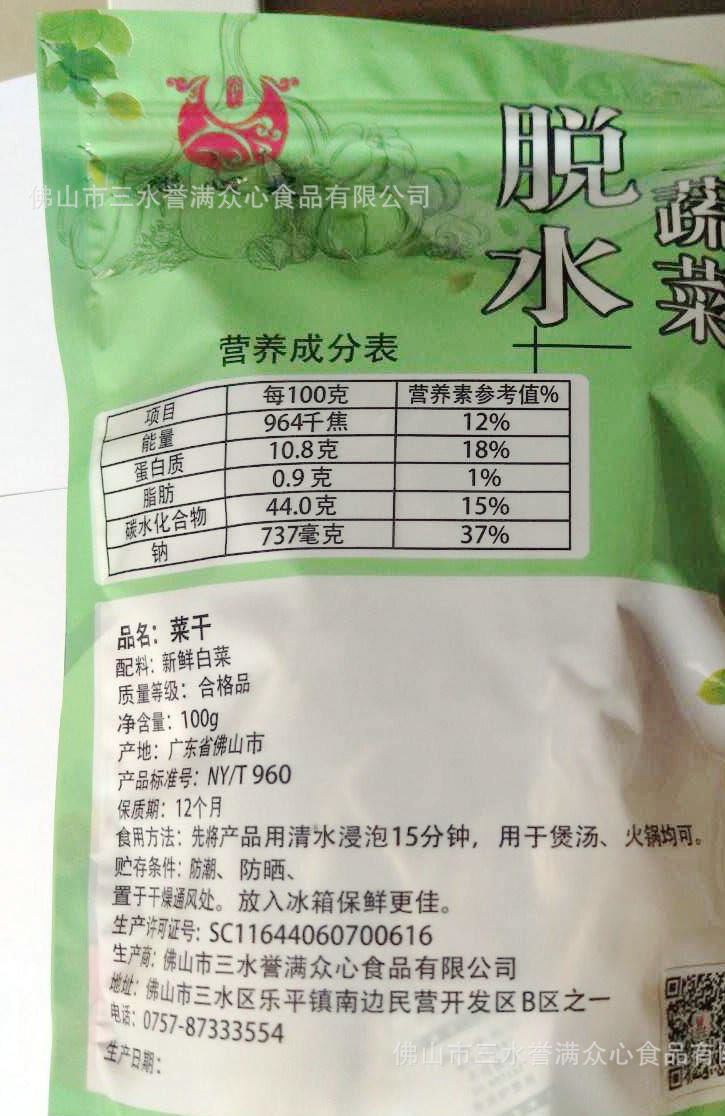 脱水
蔬菜
佛山市三水誉满众心食品有限公司
营养成分表
项目 每100克 营养素参考值%
能量 964千焦 12%
蛋白质 10.8克 18%
脂肪 0.9克 1%
碳水化合物 44.0克 15%
钠 737毫克 37%
品名：菜干
配料：新鲜白菜
质量等级：合格品
净含量：100g
产地：广东省佛山市
产品标准号：NY/T 960
保质期：12个月
食用方法：先将产品用清水浸泡15分钟，用于煲汤、火锅均可。
贮存条件：防潮、防晒、
置于干燥通风处。放入冰箱保鲜更佳。
生产许可证号：SC11644060700616
生产商：佛山市三水誉满众心食品有限公司
地址：佛山市三水区乐平镇南边民营开发区B区之一
电话：0757-87333554
生产日期：
佛山市三水誉满众心食品有限